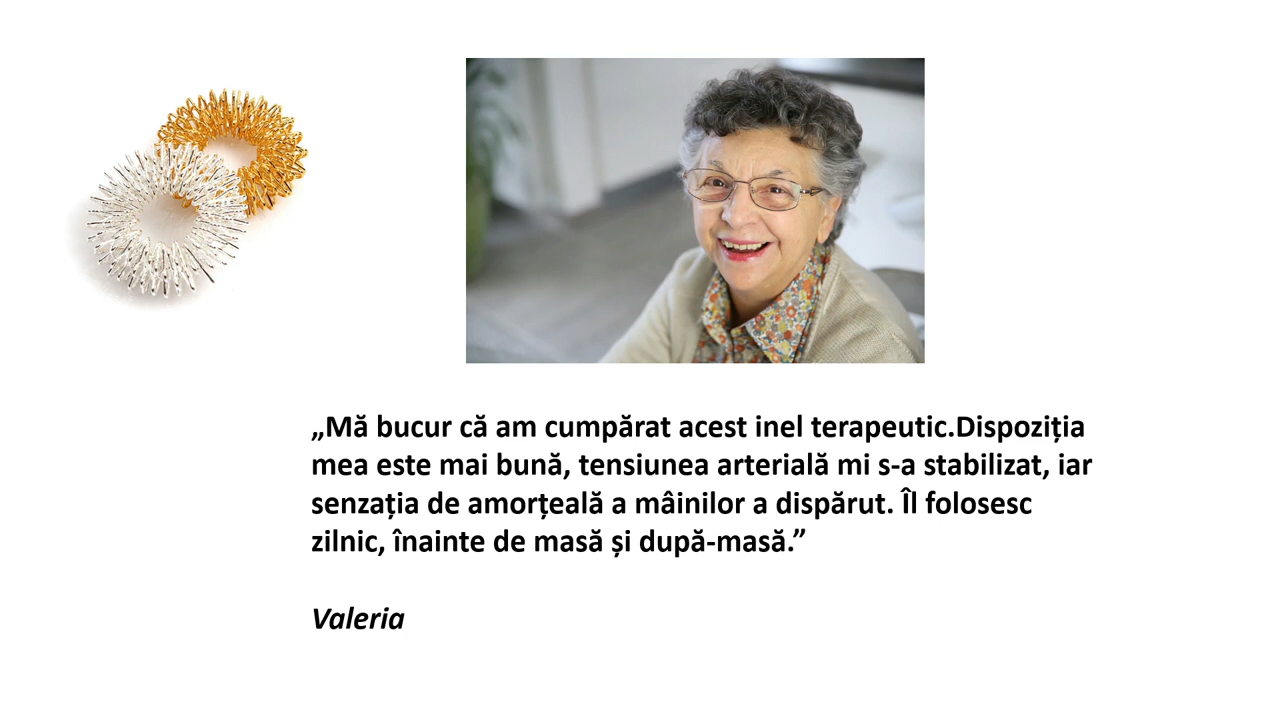 „Mă bucur că am cumpărat acest inel terapeutic.Dispoziția
mea este mai bună, tensiunea arterială mi s-a stabilizat, iar
senzația de amorțeală a mâinilor a dispărut. Îl folosesc
zilnic, înainte de masă și după-masă.”
Valeria